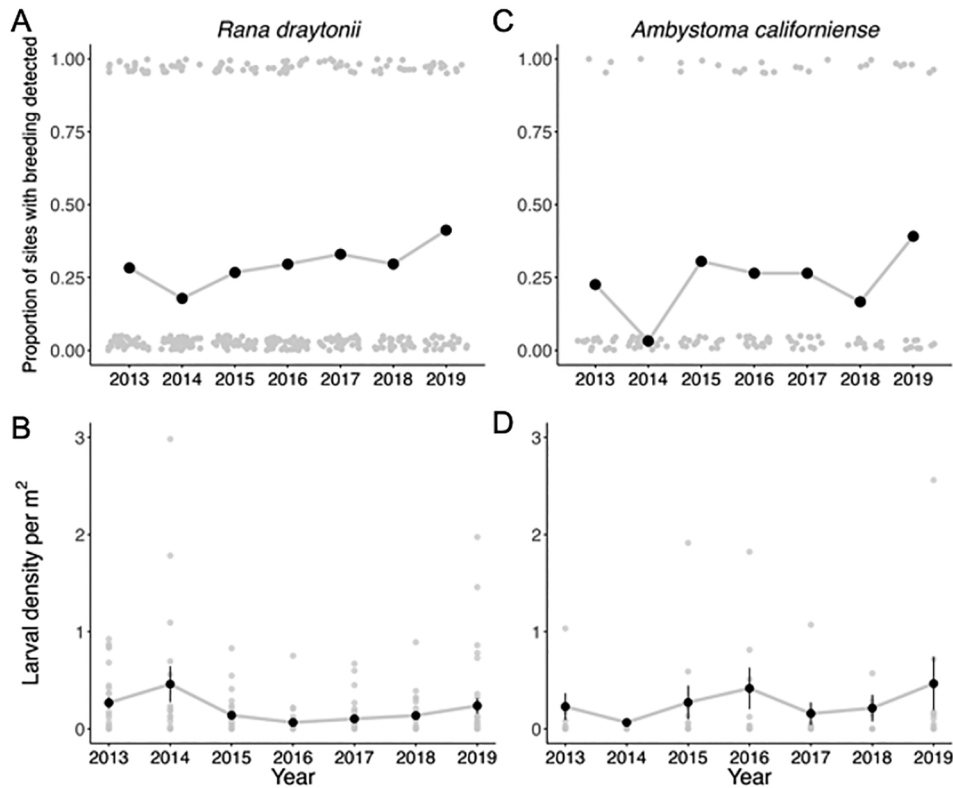 A
Rana draytonii
Proportion of sites with breeding detected
1.00
0.75
0.50
0.25
0.00
2013 2014 2015 2016 2017 2018 2019
C
Ambystoma californiense
1.00
0.75
0.50
0.25
0.00
2013 2014 2015 2016 2017 2018 2019
B
Larval density per m²
3
2
1
0
2013 2014 2015 2016 2017 2018 2019
Year
D
3
2
1
0
2013 2014 2015 2016 2017 2018 2019
Year